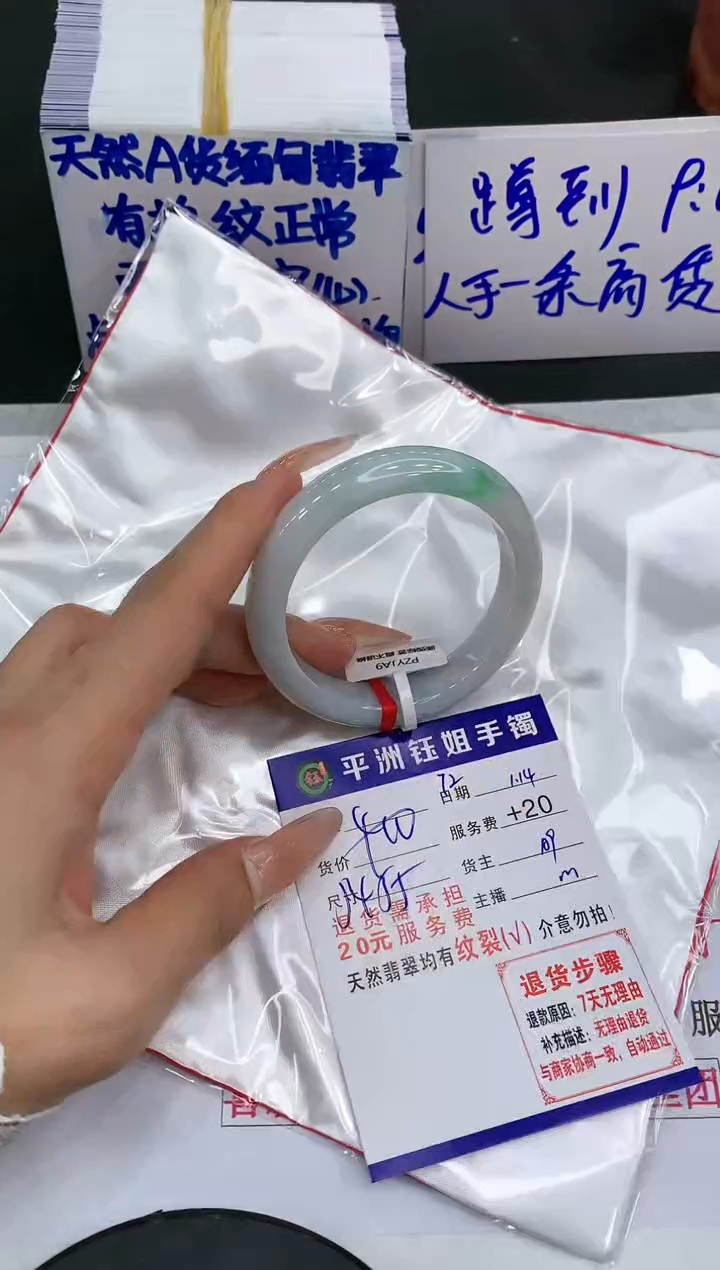 天然A货缅甸翡翠
纹正常
蹲到
人手一条商货
PZYJA9
平洲钰姐手镯
日期 1.14
货价 400
服务费 +20
货主
主播 m
退货需承担
20元服务费
天然翡翠均有纹裂(√) 介意勿拍!
退货步骤
退款原因:7天无理由
补充描述:无理由退货
与商家协商一致,自动通过
服
团